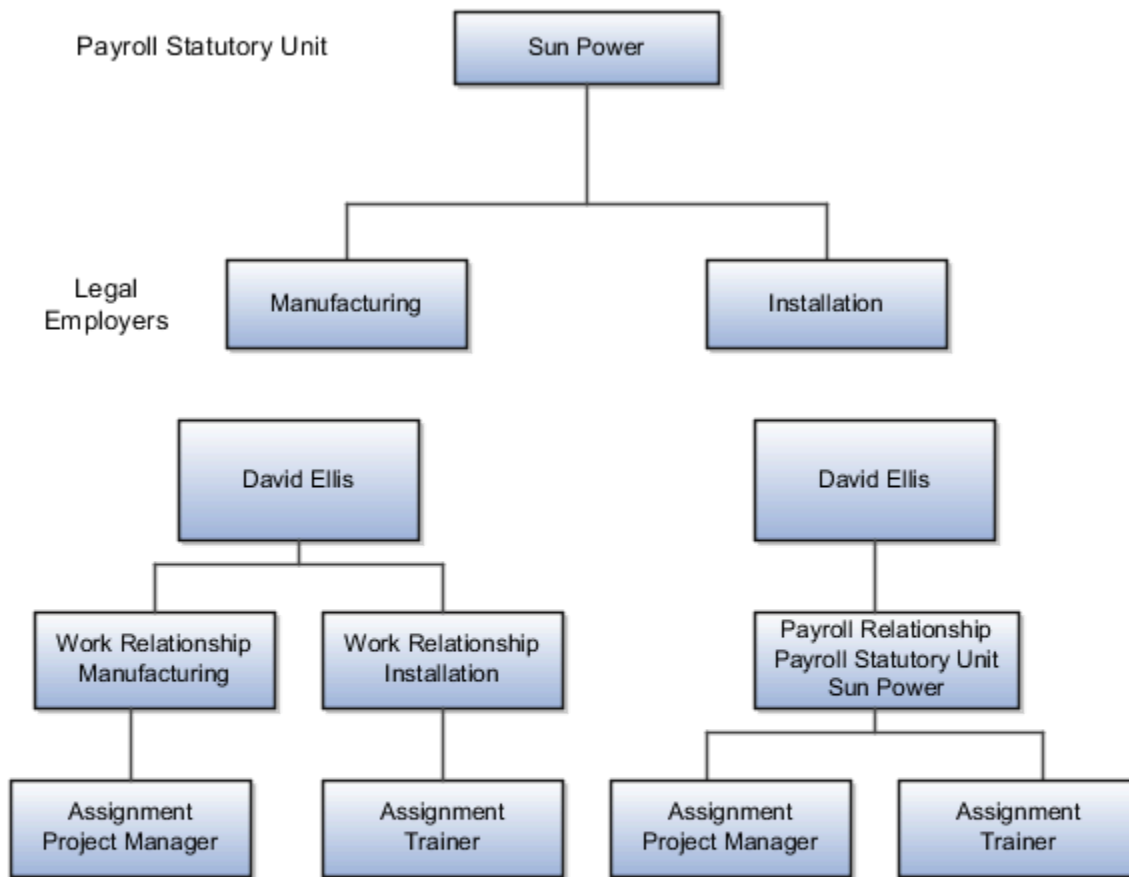 Payroll Statutory Unit
Sun Power
Legal
Employers
Manufacturing
Installation
David Ellis
David Ellis
Work Relationship
Manufacturing
Work Relationship
Installation
Payroll Relationship
Payroll Statutory Unit
Sun Power
Assignment
Project Manager
Assignment
Trainer
Assignment
Project Manager
Assignment
Trainer